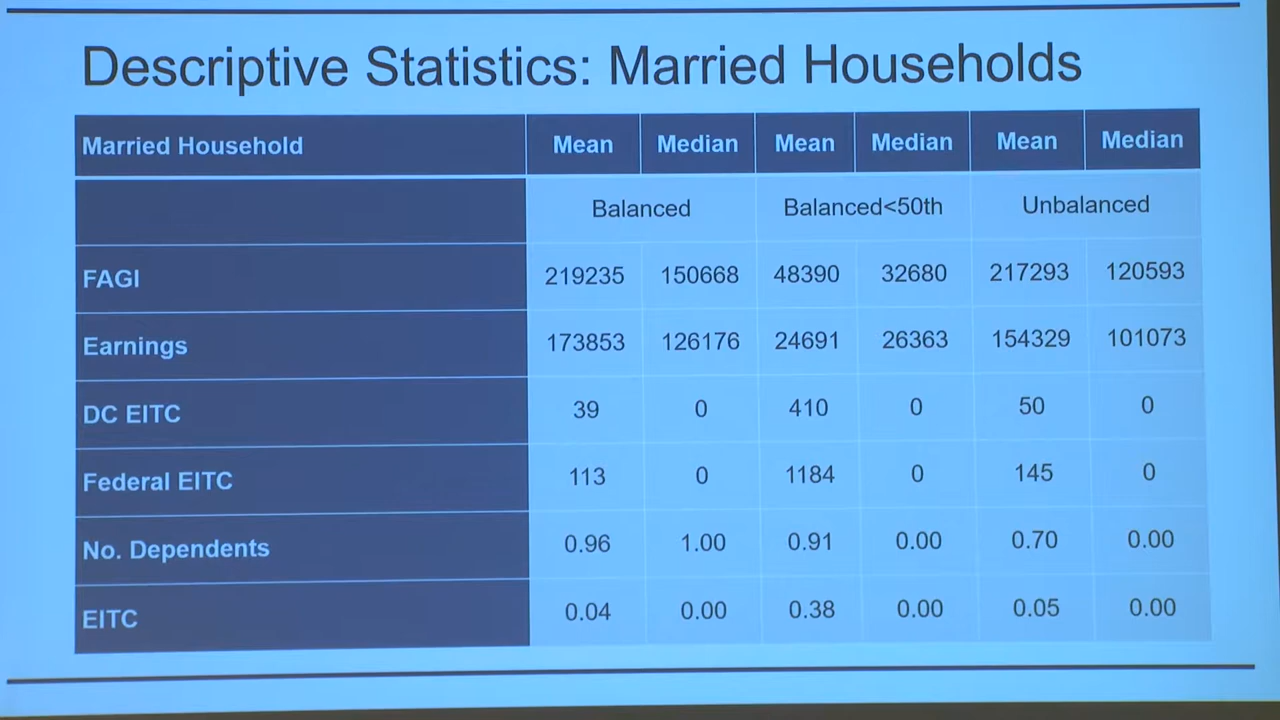 Descriptive Statistics: Married Households
Married Household Mean Median Mean Median Mean Median
Balanced Balanced<50th Unbalanced
FAGI 219235 150668 48390 32680 217293 120593
Earnings 173853 126176 24691 26363 154329 101073
DC EITC 39 0 410 0 50 0
Federal EITC 113 0 1184 0 145 0
No. Dependents 0.96 1.00 0.91 0.00 0.70 0.00
EITC 0.04 0.00 0.38 0.00 0.05 0.00